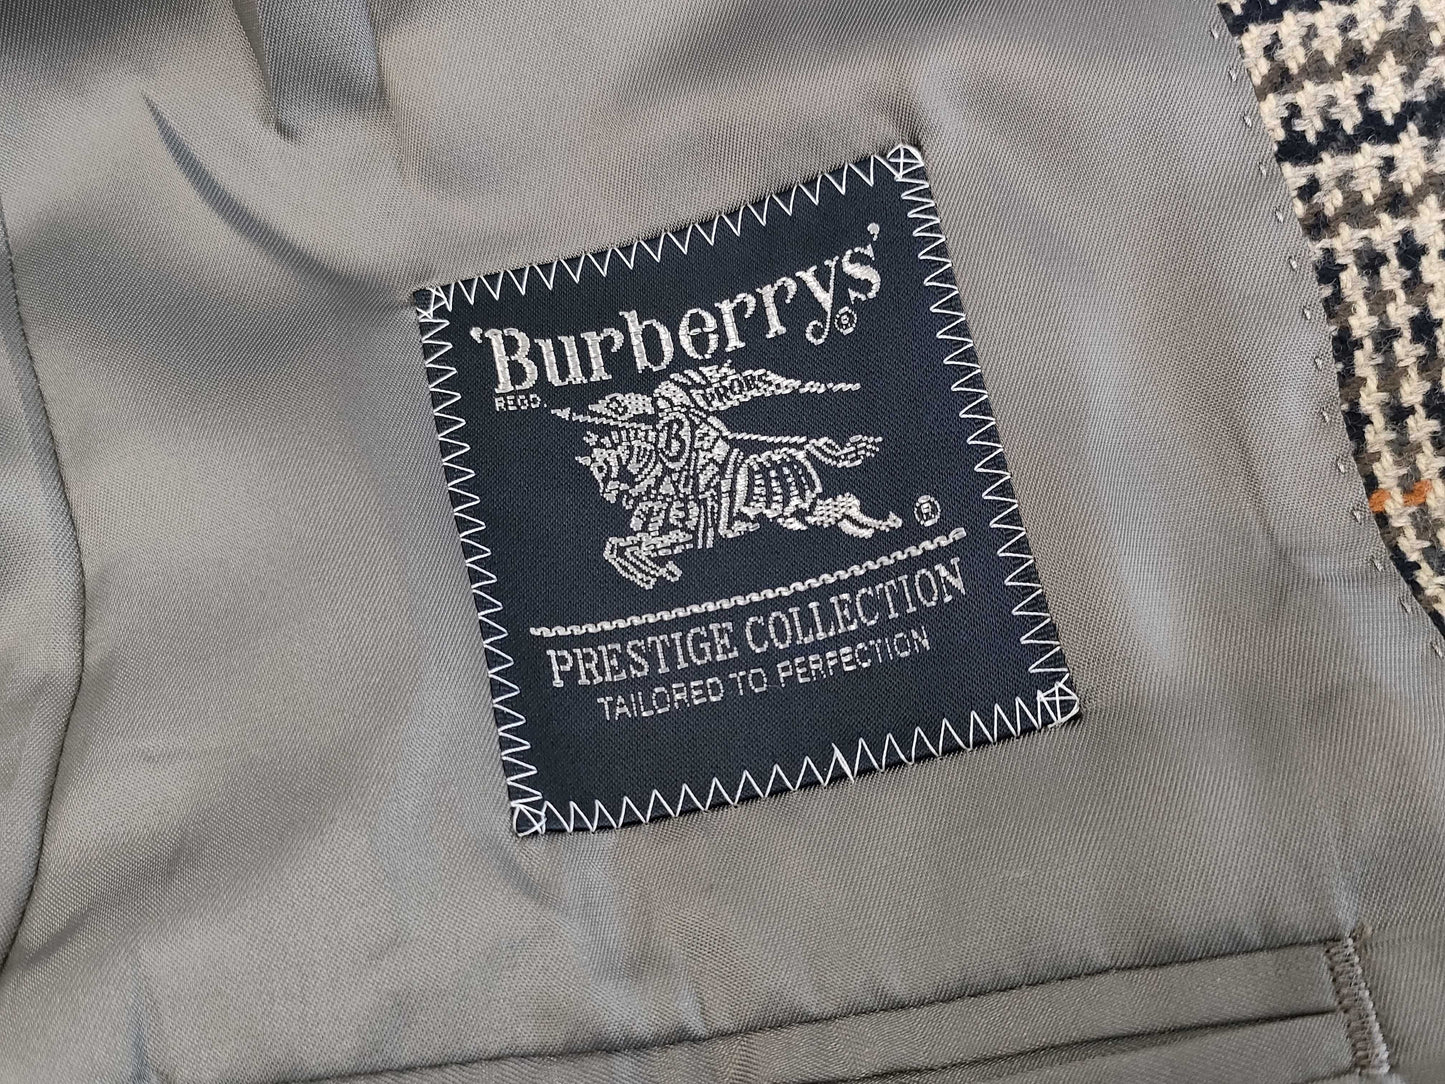 'Burberrys'
®
REGD.
PRORSUM
B
®
PRESTIGE COLLECTION
TAILORED TO PERFECTION